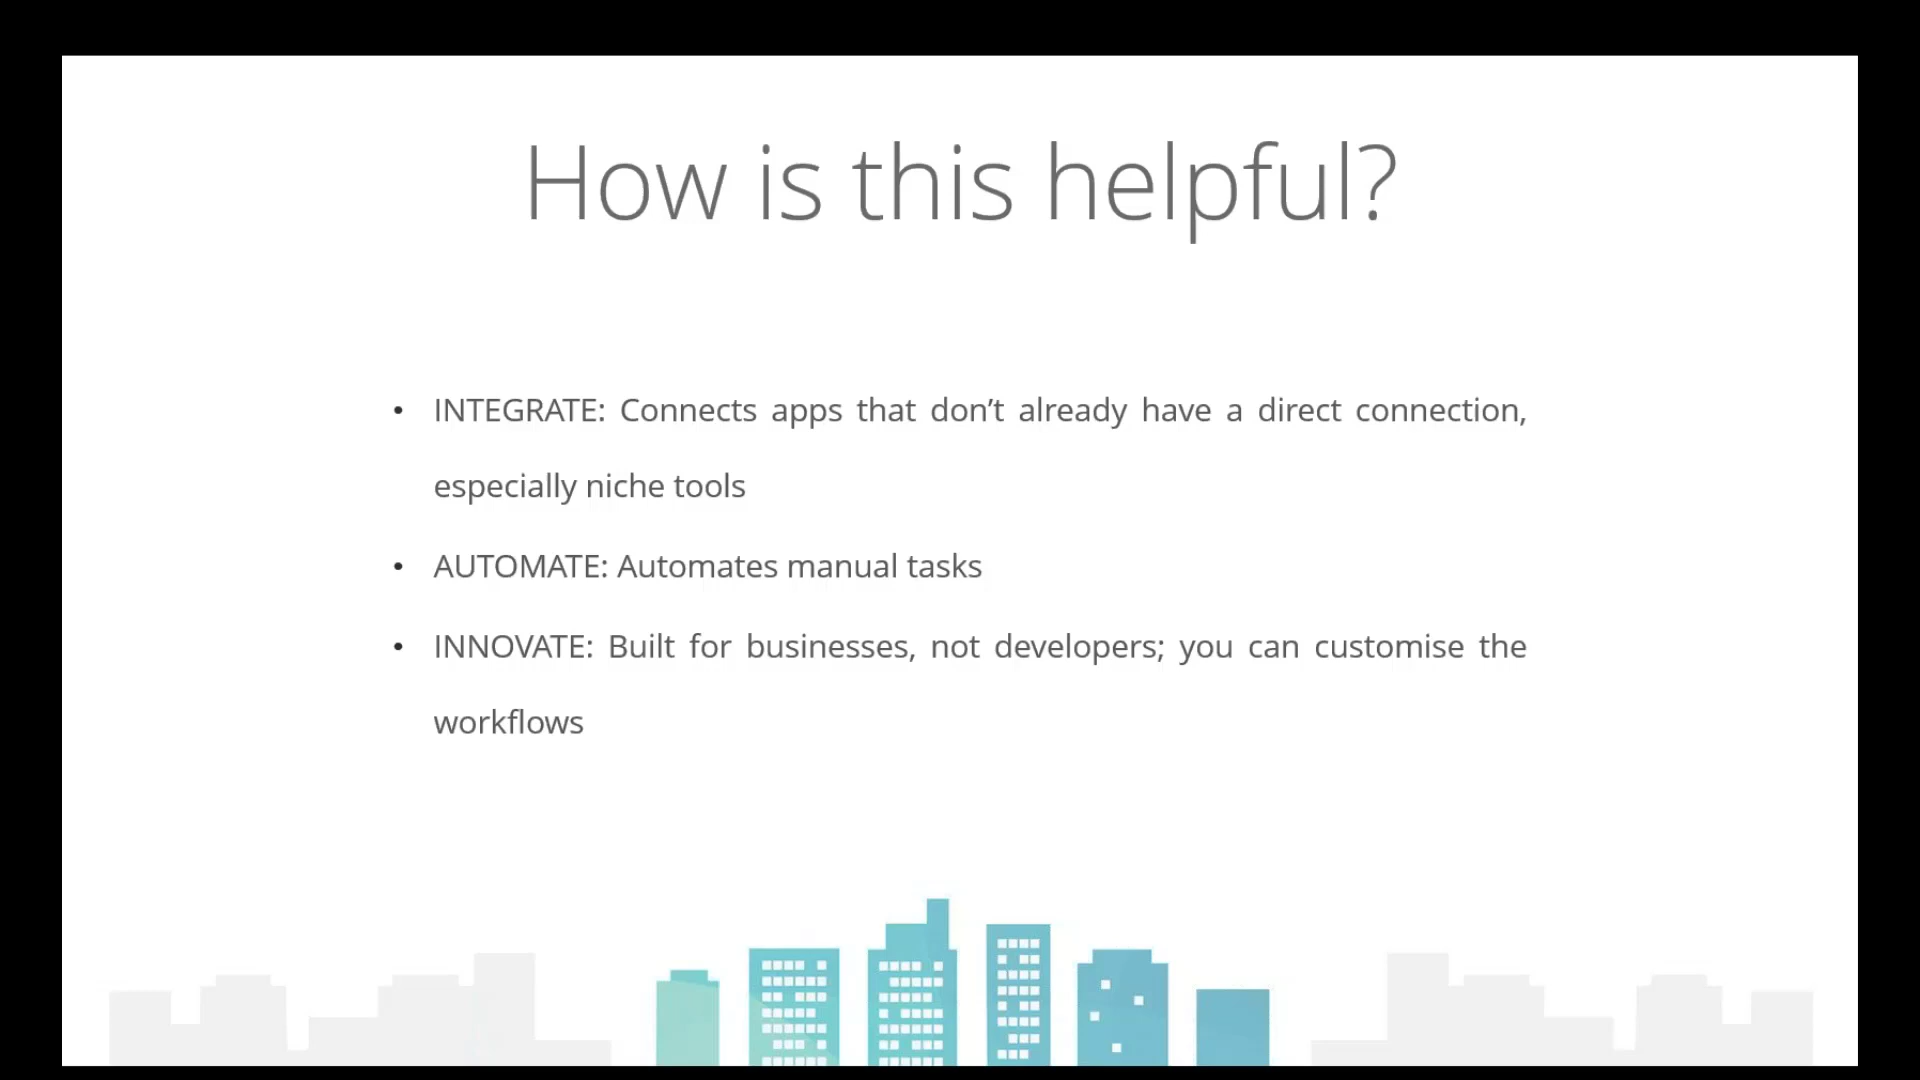 How is this helpful?
• INTEGRATE: Connects apps that don’t already have a direct connection,
especially niche tools
• AUTOMATE: Automates manual tasks
• INNOVATE: Built for businesses, not developers; you can customise the
workflows